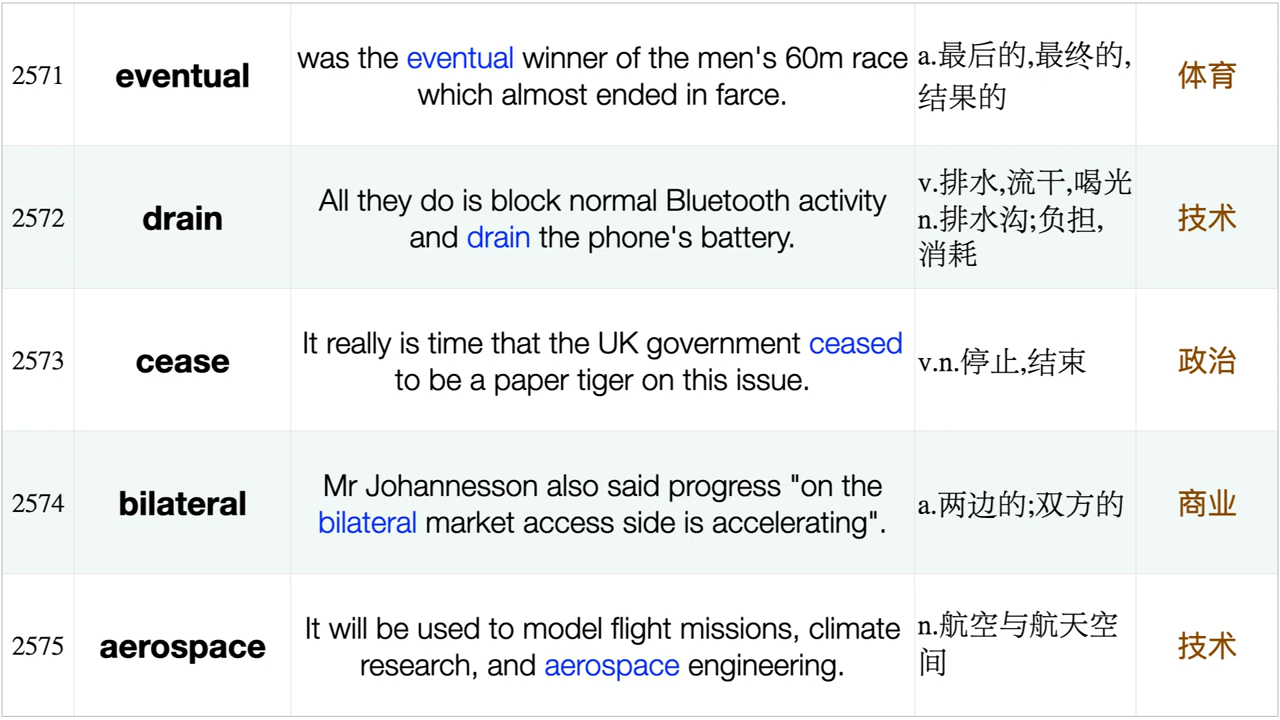 2571
eventual
was the eventual winner of the men's 60m race
which almost ended in farce.
a.最后的,最终的,
结果的
体育
2572
drain
All they do is block normal Bluetooth activity
and drain the phone's battery.
v.排水,流干,喝光
n.排水沟;负担,
消耗
技术
2573
cease
It really is time that the UK government ceased
to be a paper tiger on this issue.
v.n.停止,结束
政治
2574
bilateral
Mr Johannesson also said progress "on the
bilateral market access side is accelerating".
a.两边的;双方的
商业
2575
aerospace
It will be used to model flight missions, climate
research, and aerospace engineering.
n.航空与航天空
间
技术